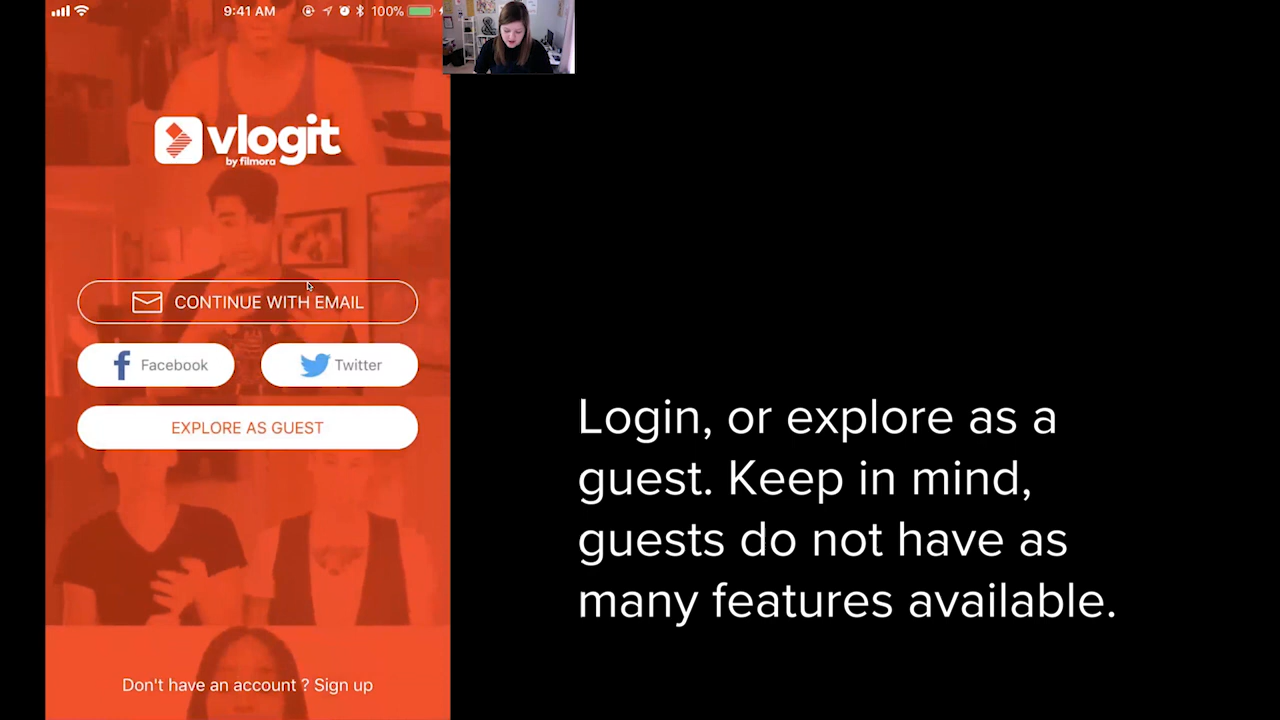 9:41 AM
100%
vlogit
by filmora
CONTINUE WITH EMAIL
Facebook
Twitter
EXPLORE AS GUEST
Don't have an account ? Sign up
Login, or explore as a
guest. Keep in mind,
guests do not have as
many features available.